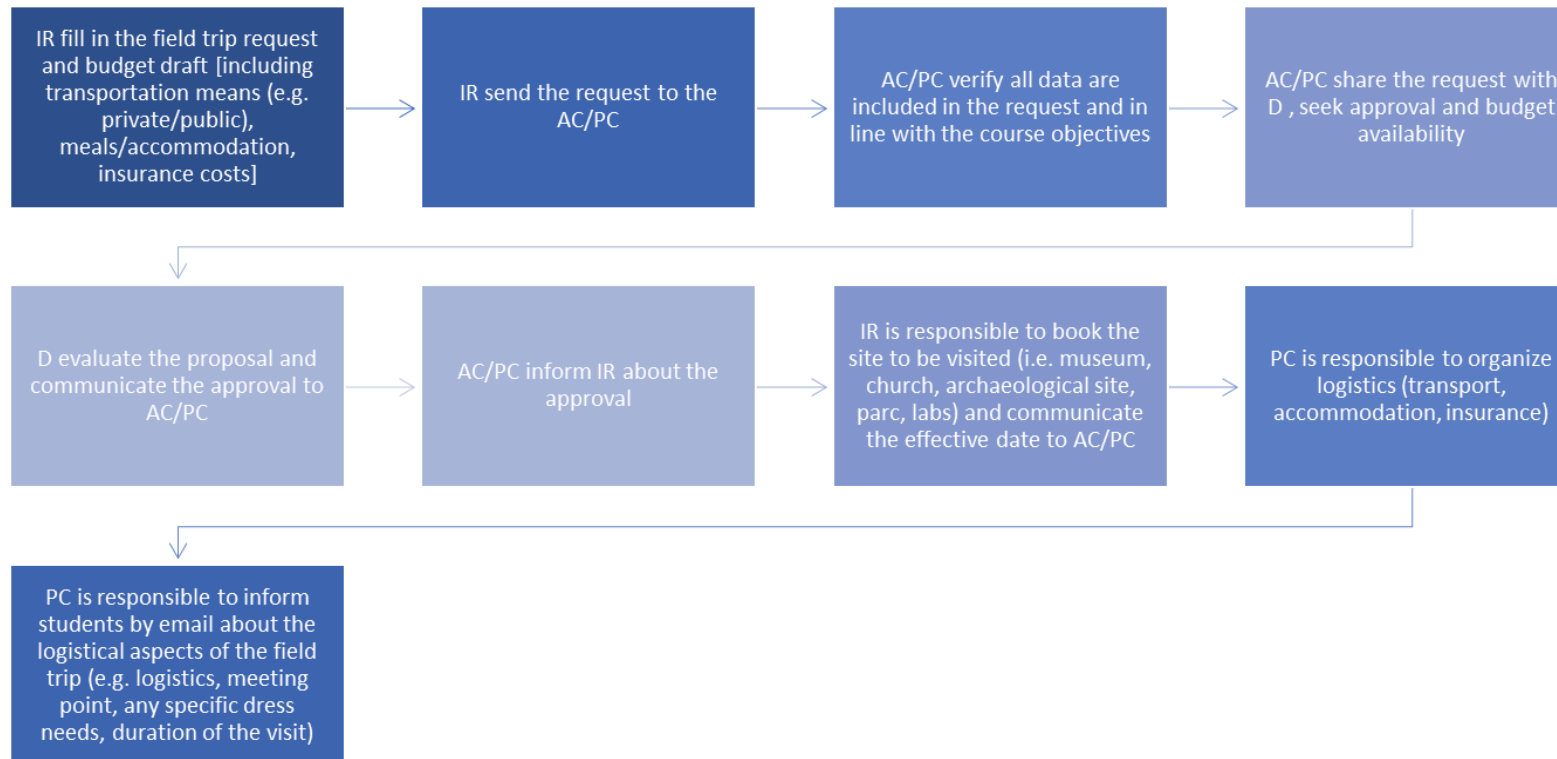 IR fill in the field trip request
and budget draft [including
transportation means (e.g.
private/public),
meals/accommodation,
insurance costs]
IR send the request to the
AC/PC
AC/PC verify all data are
included in the request and in
line with the course objectives
AC/PC share the request with
D , seek approval and budget
availability
D evaluate the proposal and
communicate the approval to
AC/PC
AC/PC inform IR about the
approval
IR is responsible to book the
site to be visited (i.e. museum,
church, archaeological site,
parc, labs) and communicate
the effective date to AC/PC
PC is responsible to organize
logistics (transport,
accommodation, insurance)
PC is responsible to inform
students by email about the
logistical aspects of the field
trip (e.g. logistics, meeting
point, any specific dress
needs, duration of the visit)